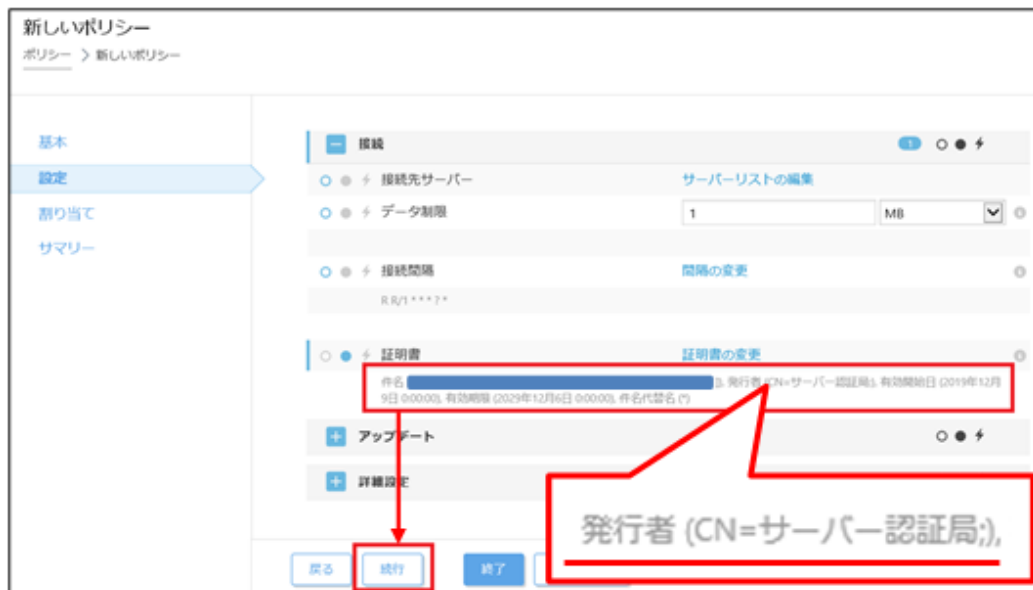 新しいポリシー
ポリシー > 新しいポリシー
基本
設定
割り当て
サマリー
接続
1
接続先サーバー
サーバーリストの編集
データ制限
1
MB
接続間隔
間隔の変更
R R/1 * * * ? *
証明書
証明書の変更
件名
), 発行者 (CN=サーバー認証局;), 有効開始日 (2019年12月
9日 0:00:00), 有効期限 (2029年12月6日 0:00:00), 件名代替名 (*)
アップデート
詳細設定
発行者 (CN=サーバー認証局;),
戻る
続行
終了